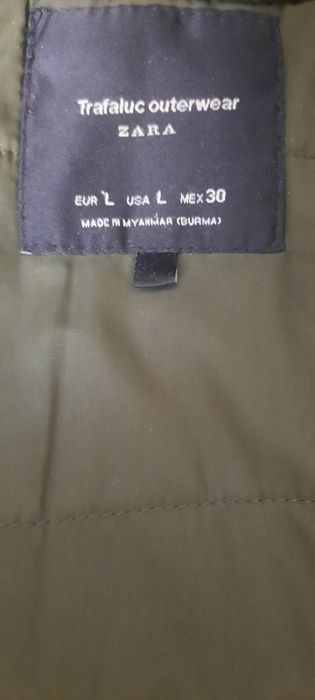 Trafaluc outerwear
ZARA
EUR L USA L MEX 30
MADE IN MYANMAR (BURMA)